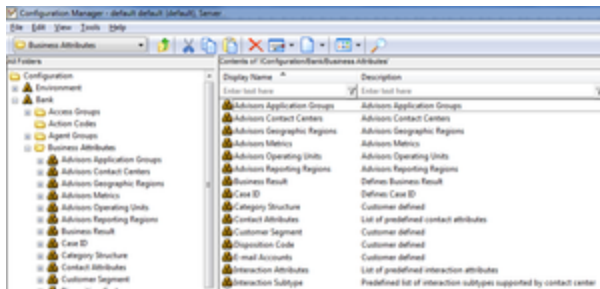 Configuration Manager - default default (default), Server
File Edit View Tools Help
Business Attributes
All Folders
Configuration
Environment
Bank
Access Groups
Action Codes
Agent Groups
Business Attributes
Advisors Application Groups
Advisors Contact Centers
Advisors Geographic Regions
Advisors Metrics
Advisors Operating Units
Advisors Reporting Regions
Business Result
Case ID
Category Structure
Contact Attributes
Customer Segment
Contents of '/Configuration/Bank/Business Attributes'
Display Name Description
Enter text here Enter text here
Advisors Application Groups Advisors Application Groups
Advisors Contact Centers Advisors Contact Centers
Advisors Geographic Regions Advisors Geographic Regions
Advisors Metrics Advisors Metrics
Advisors Operating Units Advisors Operating Units
Advisors Reporting Regions Advisors Reporting Regions
Business Result Defines Business Result
Case ID Defines Case ID
Category Structure Customer defined
Contact Attributes List of predefined contact attributes
Customer Segment Customer defined
Disposition Code Customer defined
E-mail Accounts Customer defined
Interaction Attributes List of predefined interaction attributes
Interaction Subtype Predefined list of interaction subtypes supported by contact center